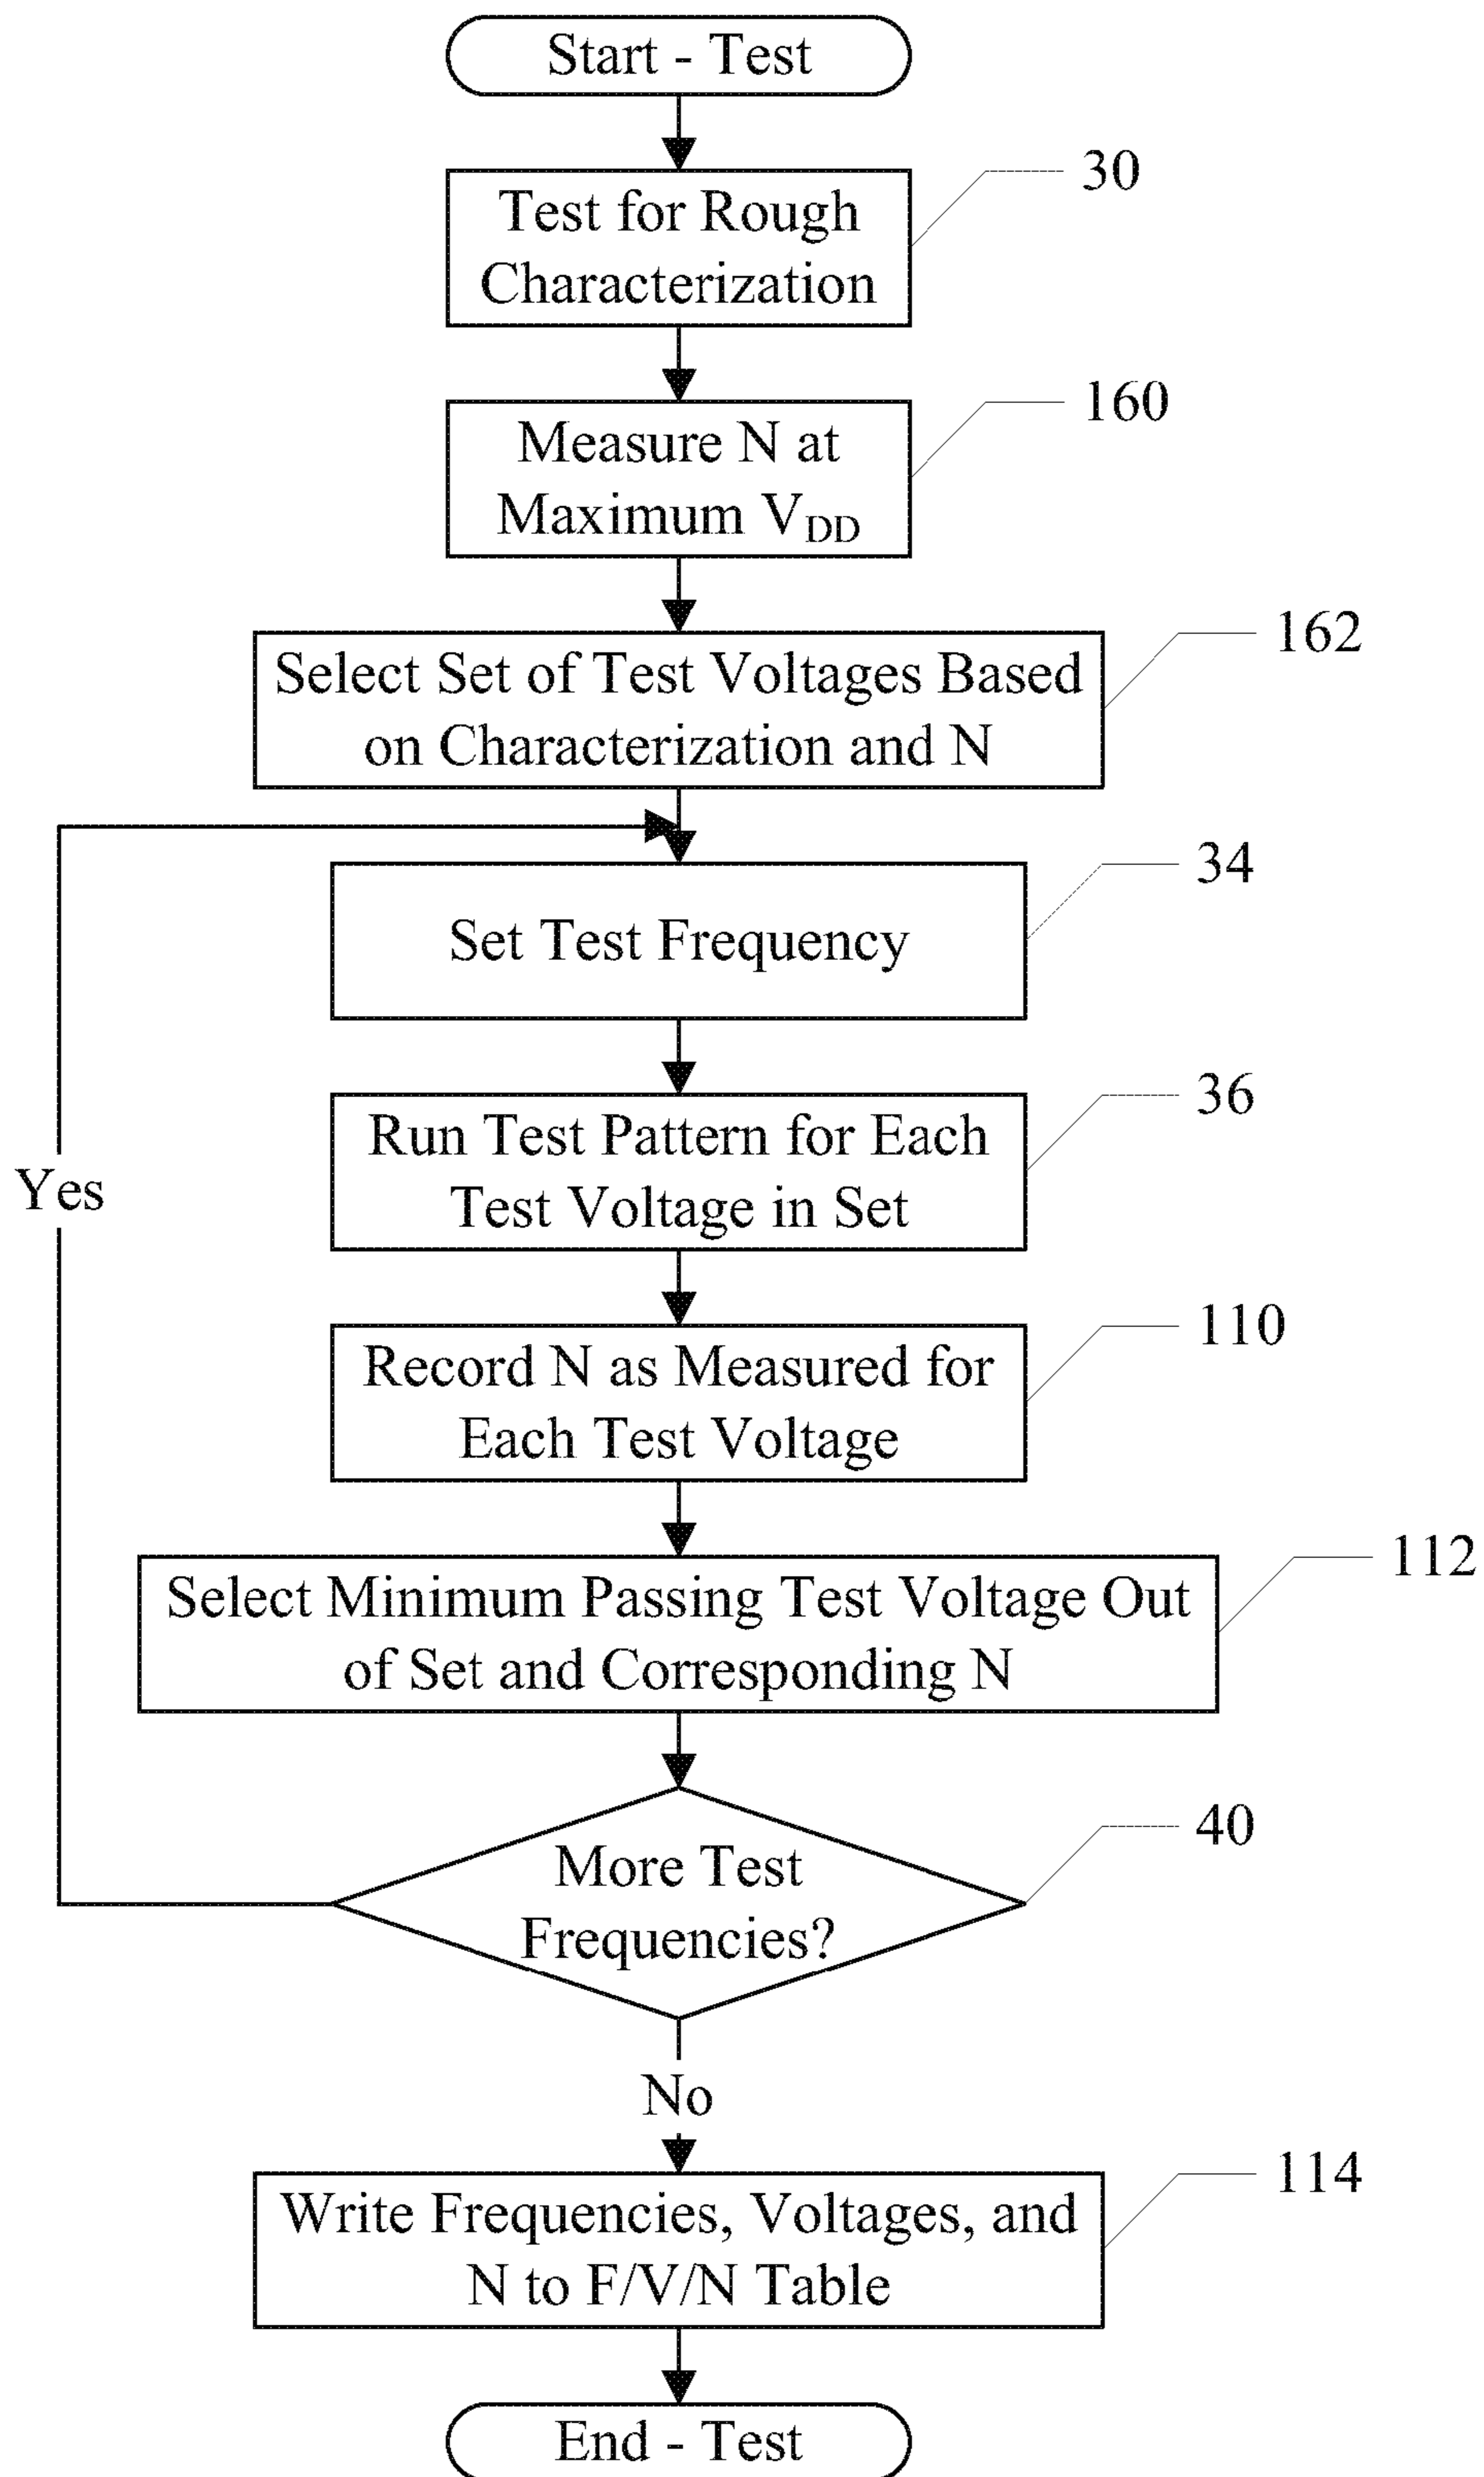 Start - Test
30
Test for Rough
Characterization
160
Measure N at
Maximum VDD
162
Select Set of Test Voltages Based
on Characterization and N
34
Set Test Frequency
36
Run Test Pattern for Each
Test Voltage in Set
Yes
110
Record N as Measured for
Each Test Voltage
112
Select Minimum Passing Test Voltage Out
of Set and Corresponding N
40
More Test
Frequencies?
No
114
Write Frequencies, Voltages, and
N to F/V/N Table
End - Test